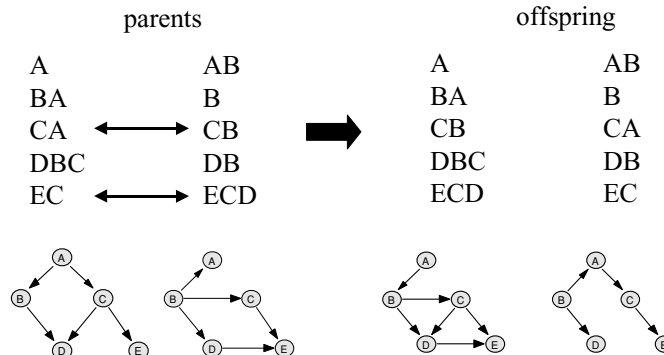 parents offspring
A AB A AB
BA B BA B
CA CB CB CA
DBC DB DBC DB
EC ECD ECD EC
A A A A
B C B C B C B C
D E D E D E D E